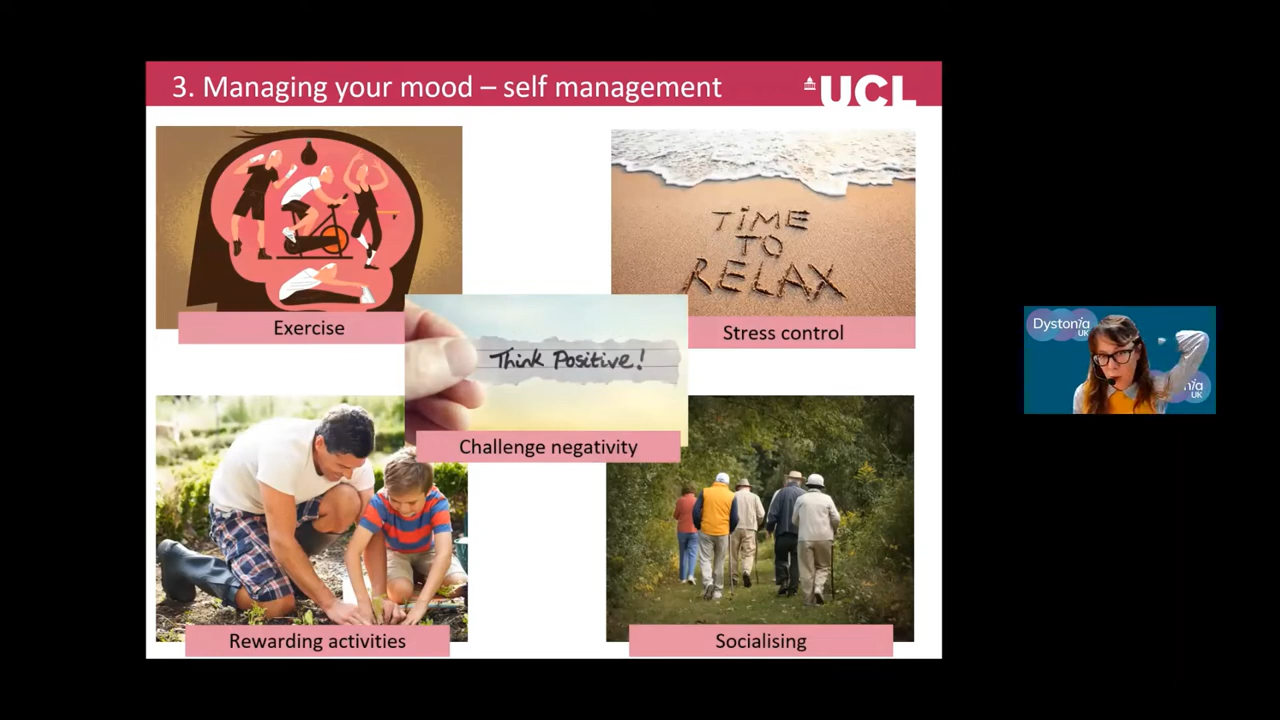 3. Managing your mood – self management
UCL
TIME
TO
RELAX
Exercise
Stress control
Think Positive!
Challenge negativity
Rewarding activities
Socialising
Dystonia
UK
UK